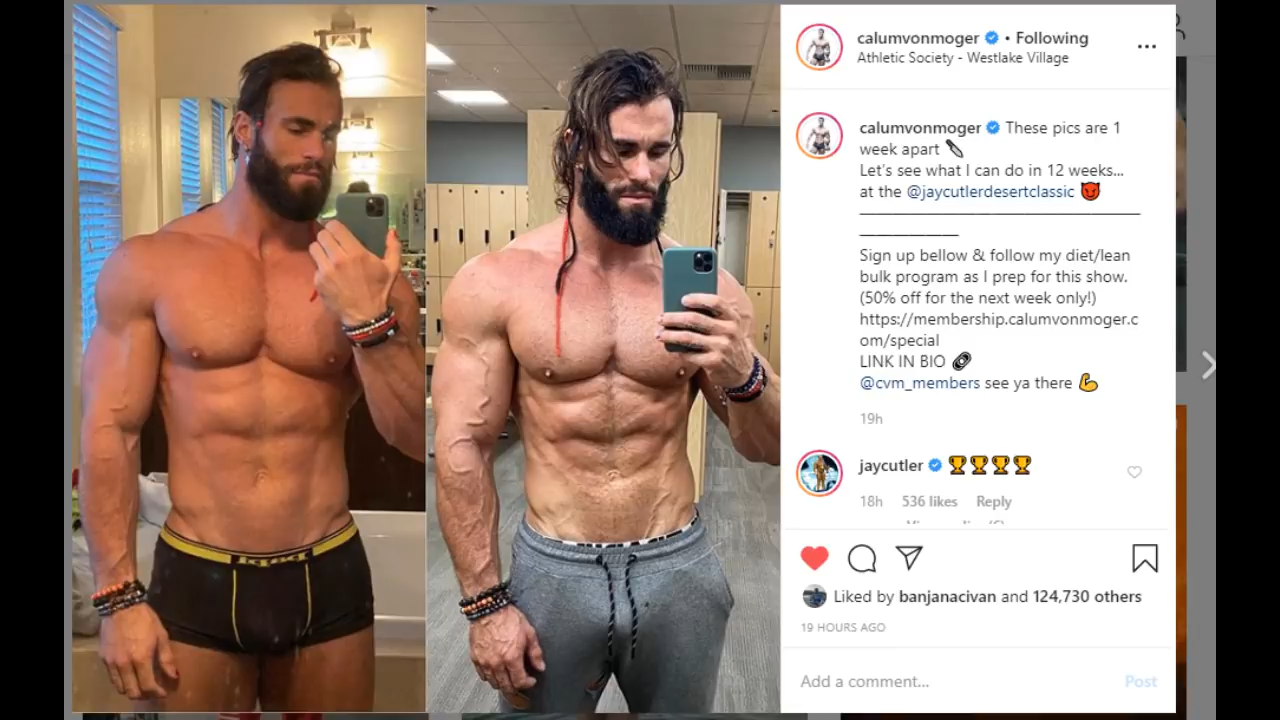 calumvonmoger • Following
Athletic Society - Westlake Village
calumvonmoger These pics are 1
week apart
Let's see what I can do in 12 weeks...
at the @jaycutlerdesertclassic
Sign up bellow & follow my diet/lean
bulk program as I prep for this show.
(50% off for the next week only!)
https://membership.calumvonmoger.c
om/special
LINK IN BIO
@cvm_members see ya there
19h
jaycutler
18h 536 likes Reply
Liked by banjanacivan and 124,730 others
19 HOURS AGO
Add a comment... Post